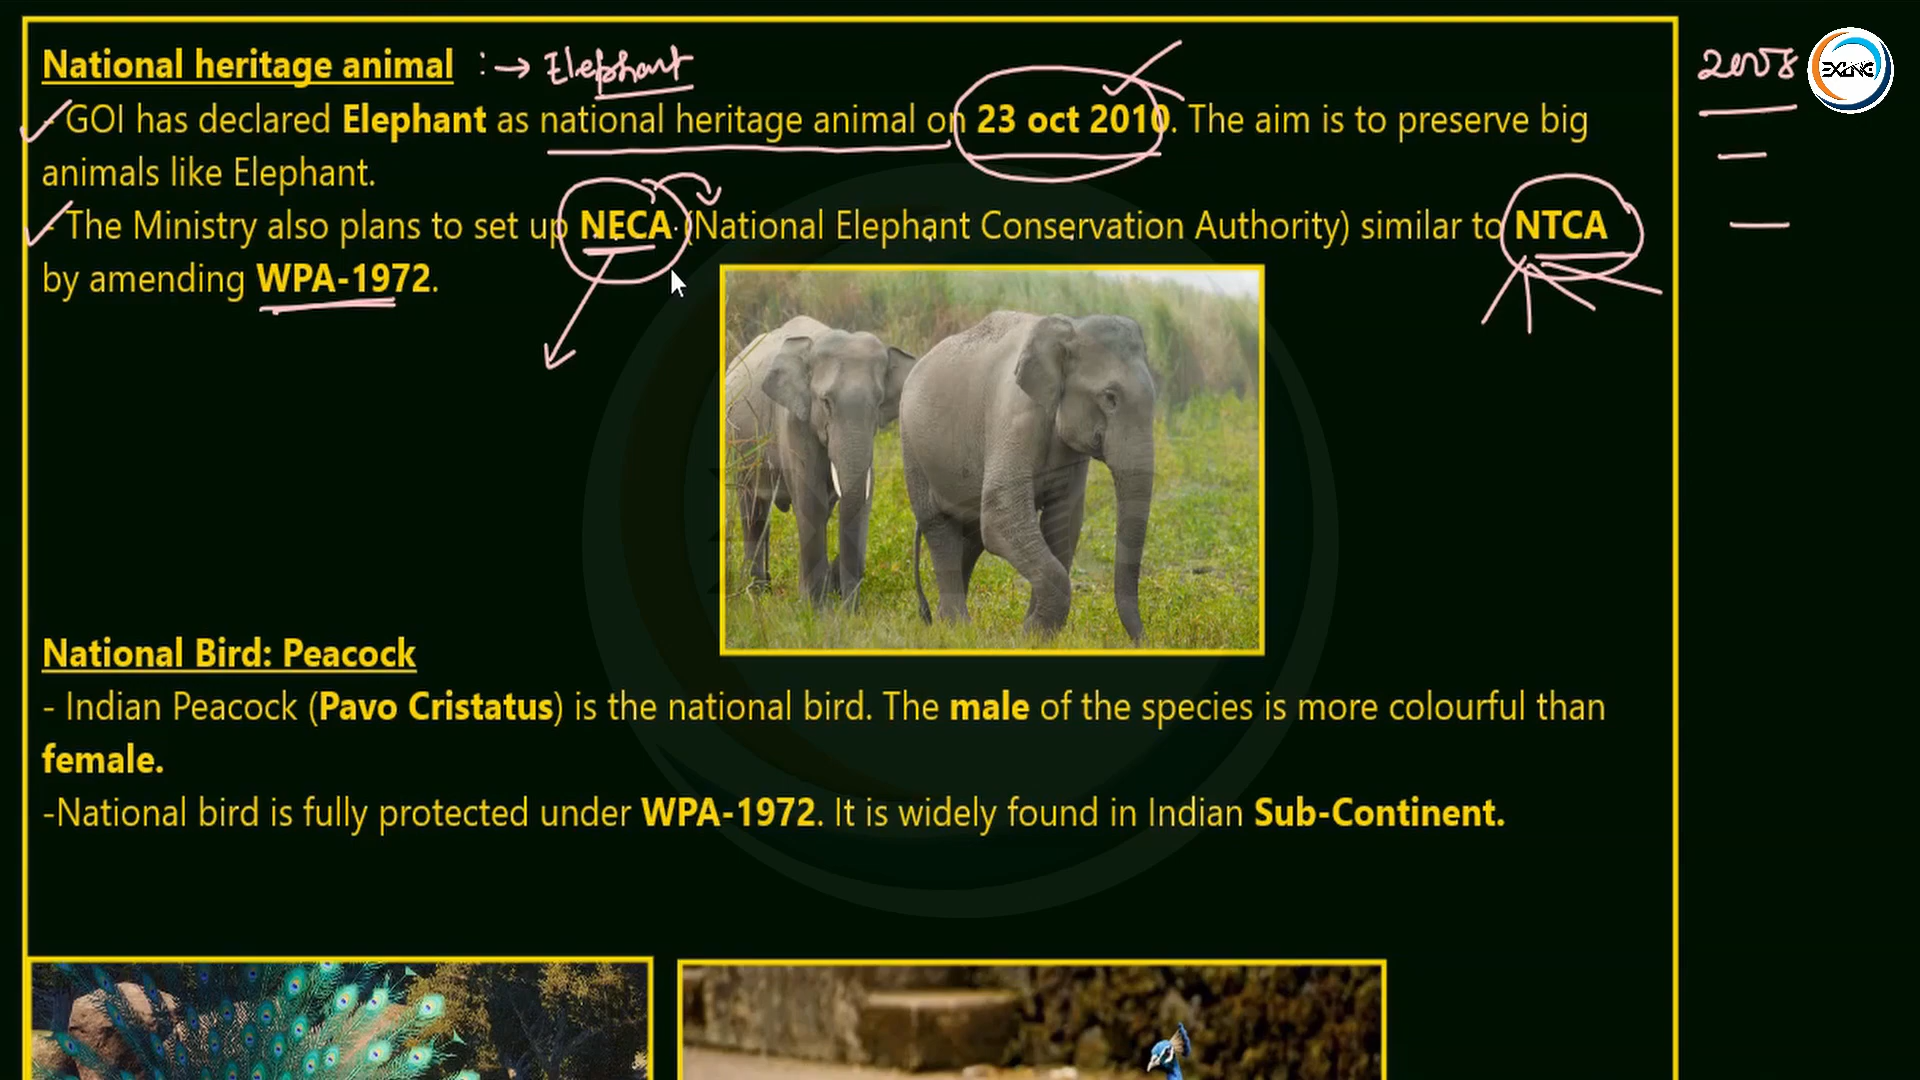 National heritage animal :→ Elephant
- GOI has declared Elephant as national heritage animal on 23 oct 2010. The aim is to preserve big
animals like Elephant.
- The Ministry also plans to set up NECA (National Elephant Conservation Authority) similar to NTCA
by amending WPA-1972.
National Bird: Peacock
- Indian Peacock (Pavo Cristatus) is the national bird. The male of the species is more colourful than
female.
-National bird is fully protected under WPA-1972. It is widely found in Indian Sub-Continent.